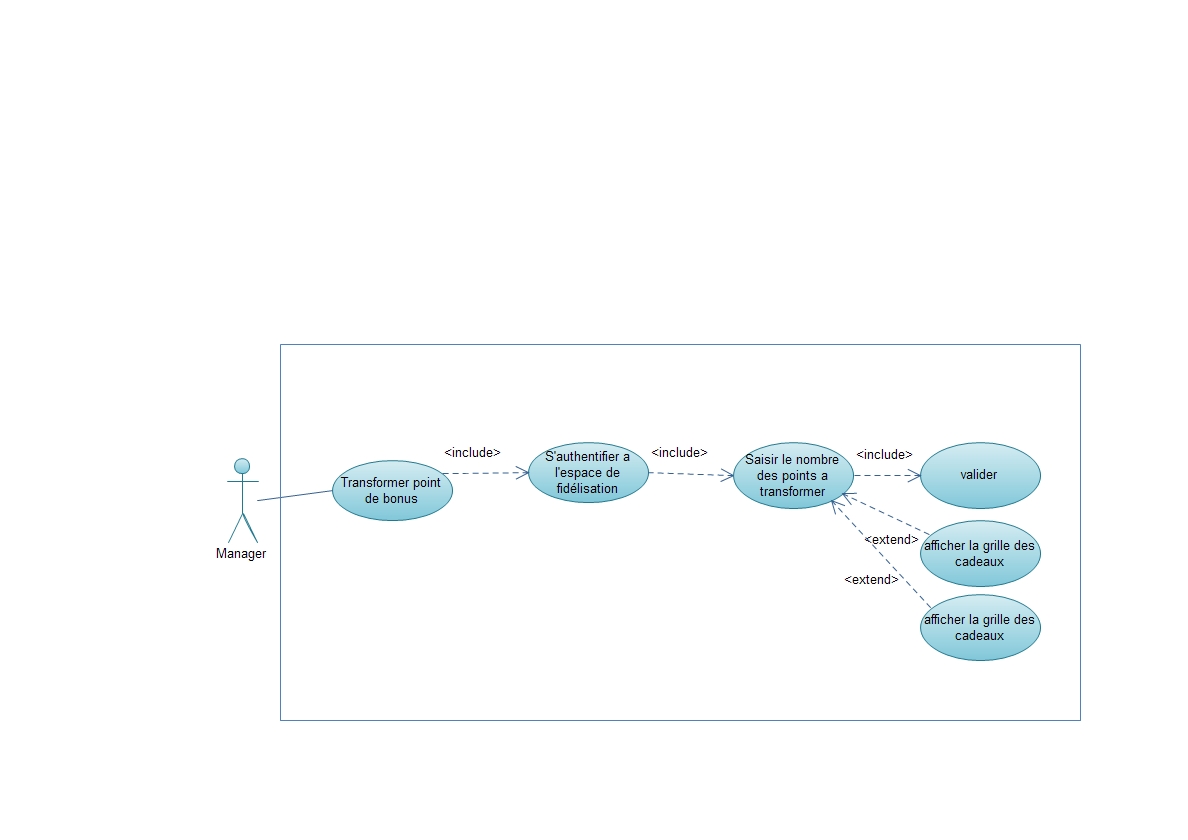 Manager
Transformer point
de bonus
<include>
S'authentifier a
l'espace de
fidélisation
<include>
Saisir le nombre
des points a
transformer
<include>
valider
<extend>
afficher la grille des
cadeaux
<extend>
afficher la grille des
cadeaux